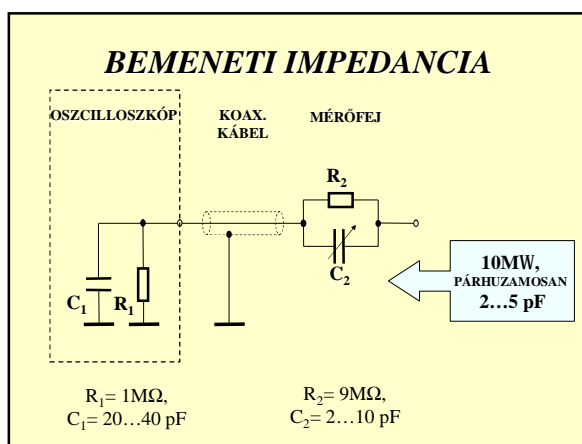 BEMENETI IMPEDANCIA
OSZCILLOSZKÓP
KOAX.
KÁBEL
MÉRŐFEJ
R₂
C₂
C₁
R₁
10MW,
PÁRHUZAMOSAN
2…5 pF
R₁= 1MΩ,
C₁= 20…40 pF
R₂= 9MΩ,
C₂= 2…10 pF